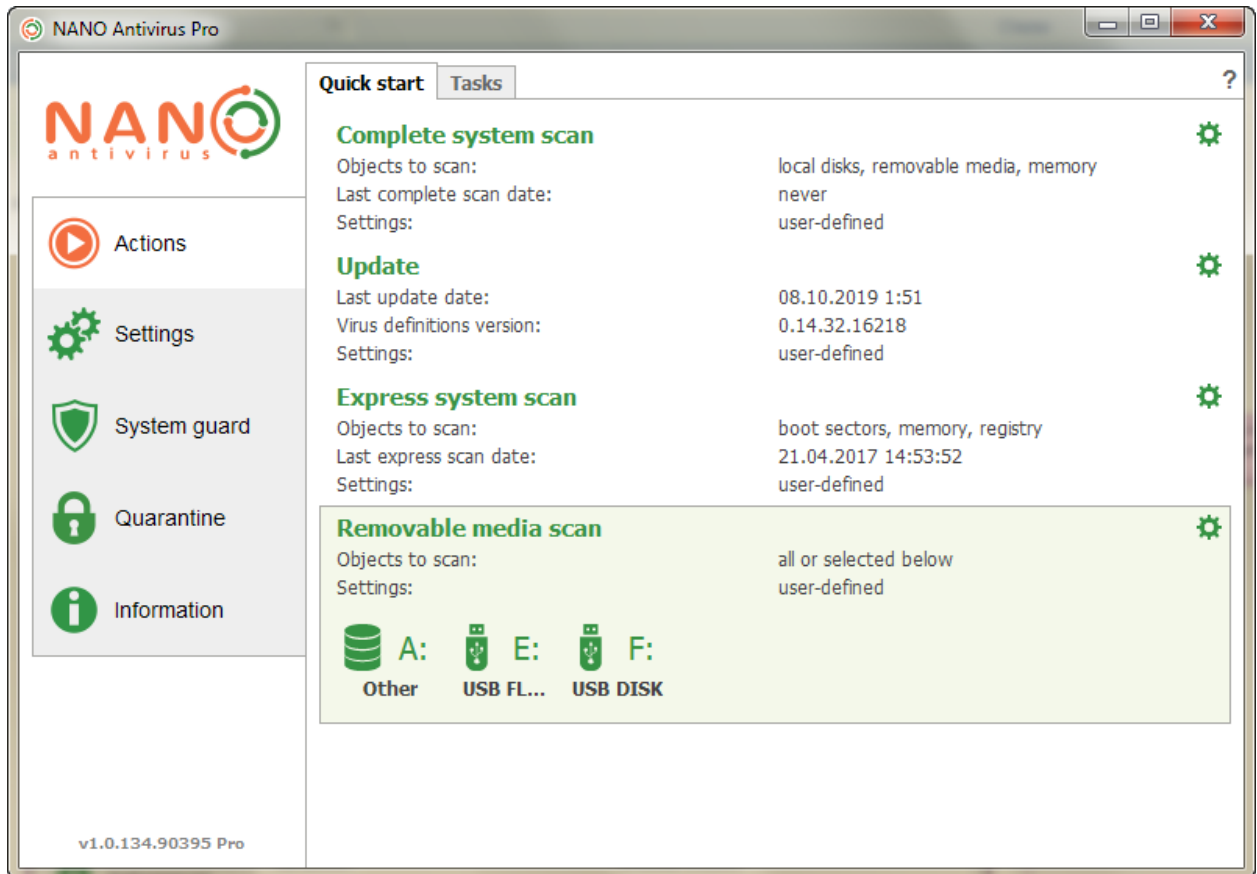 NANO Antivirus Pro
NANO
antivirus
Actions
Settings
System guard
Quarantine
Information
v1.0.134.90395 Pro
Quick start Tasks ?
Complete system scan
Objects to scan: local disks, removable media, memory
Last complete scan date: never
Settings: user-defined
Update
Last update date: 08.10.2019 1:51
Virus definitions version: 0.14.32.16218
Settings: user-defined
Express system scan
Objects to scan: boot sectors, memory, registry
Last express scan date: 21.04.2017 14:53:52
Settings: user-defined
Removable media scan
Objects to scan: all or selected below
Settings: user-defined
A: E: F:
Other USB FL... USB DISK